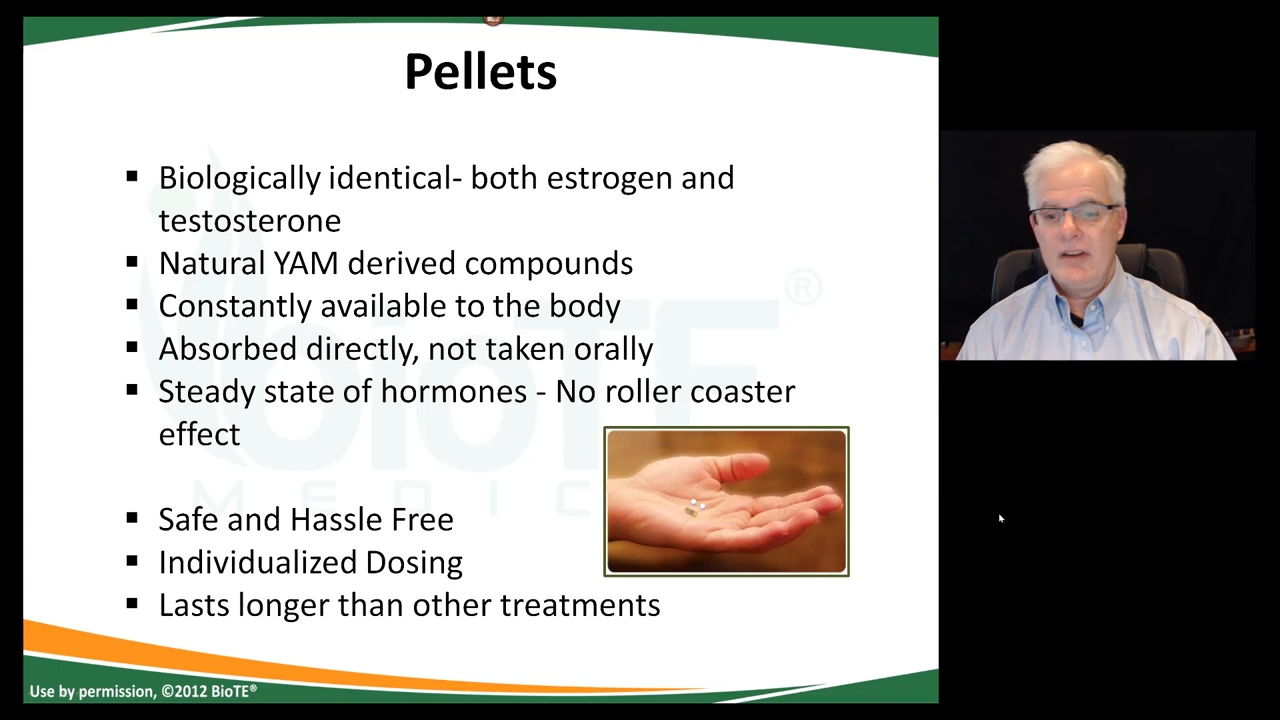 Pellets
▪ Biologically identical- both estrogen and
testosterone
▪ Natural YAM derived compounds
▪ Constantly available to the body
▪ Absorbed directly, not taken orally
▪ Steady state of hormones - No roller coaster
effect
▪ Safe and Hassle Free
▪ Individualized Dosing
▪ Lasts longer than other treatments
bioTE®
MEDIC
Use by permission, ©2012 BioTE®